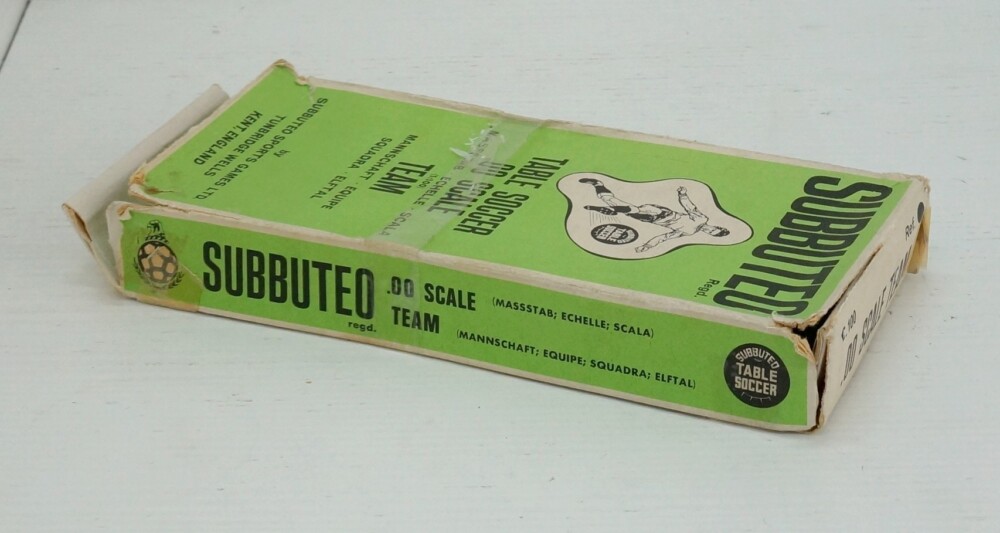 SUBBUTEO
Regd.
TABLE SOCCER
.00 SCALE
ECHELLE SCALA
TEAM
MANNSCHAFT EQUIPE
SQUADRA ELFTAL
by
SUBBUTEO SPORTS GAMES LTD
TUNBRIDGE WELLS
KENT, ENGLAND
SUBBUTEO
regd.
.00 SCALE
(MASSSTAB; ECHELLE; SCALA)
TEAM
(MANNSCHAFT; EQUIPE; SQUADRA; ELFTAL)
SUBBUTEO
TABLE
SOCCER
Ref.
C.100
00 SCALE TEAM